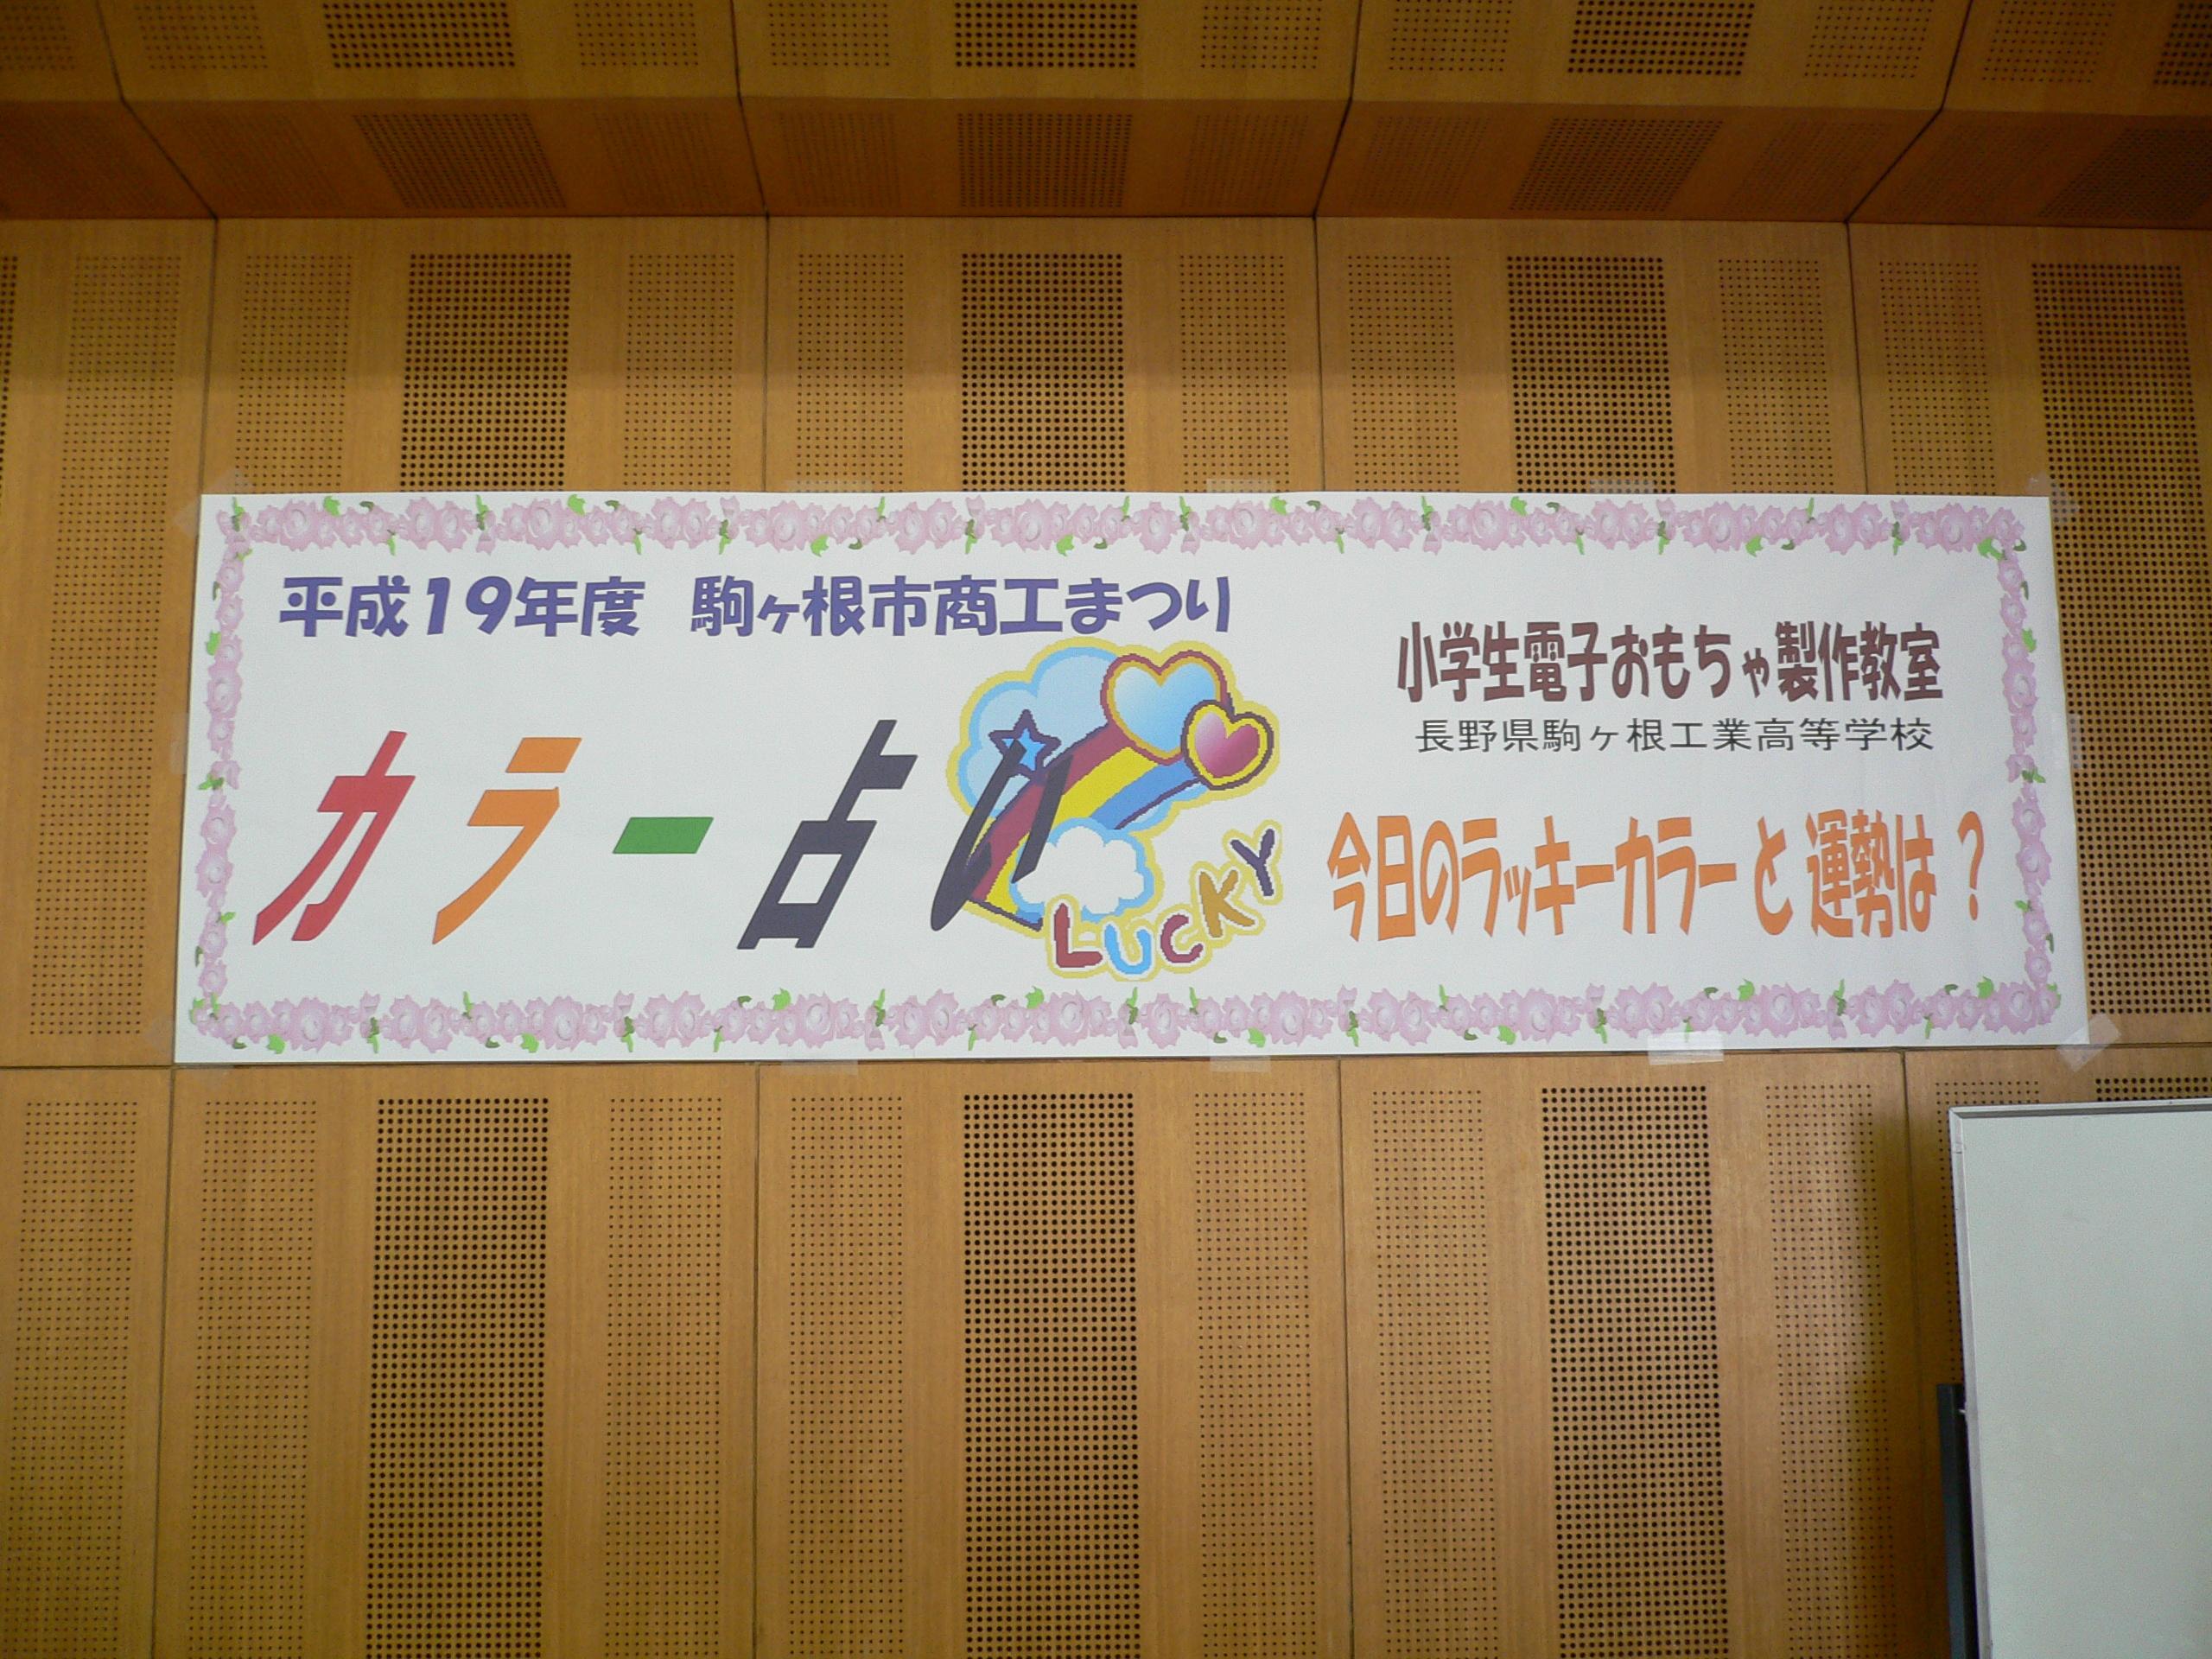 平成19年度　駒ヶ根市商工まつり
カラー占い
LUCKY
小学生電子おもちゃ製作教室
長野県駒ヶ根工業高等学校
今日のラッキーカラーと運勢は？